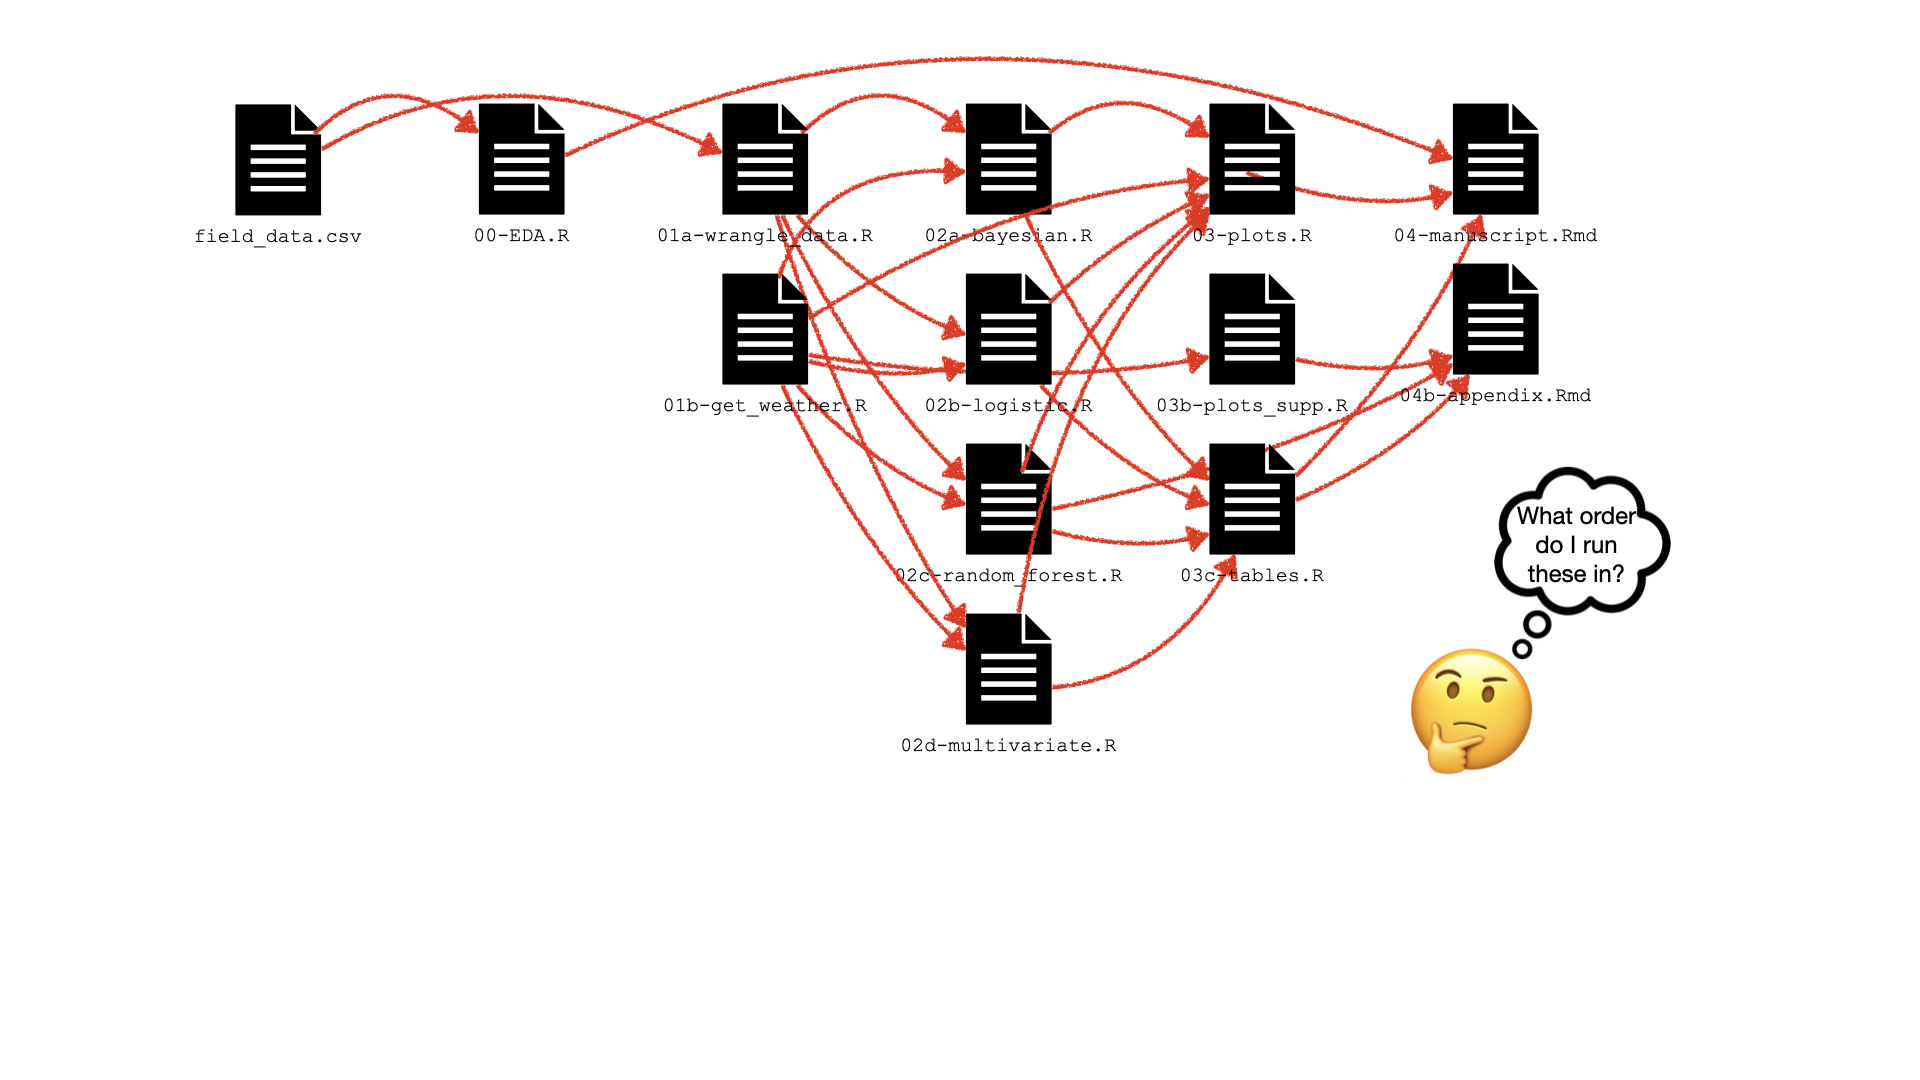 field_data.csv
00-EDA.R
01a-wrangle_data.R
02a-bayesian.R
03-plots.R
04-manuscript.Rmd
01b-get_weather.R
02b-logistic.R
03b-plots_supp.R
04b-appendix.Rmd
What order
do I run
these in?
02c-random_forest.R
03c-tables.R
02d-multivariate.R